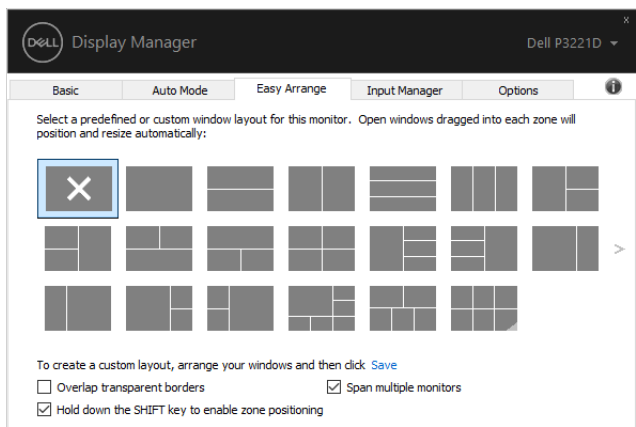 x
DELL Display Manager
Dell P3221D
Basic Auto Mode Easy Arrange Input Manager Options i
Select a predefined or custom window layout for this monitor. Open windows dragged into each zone will
position and resize automatically:
>
To create a custom layout, arrange your windows and then click Save
Overlap transparent borders Span multiple monitors
Hold down the SHIFT key to enable zone positioning